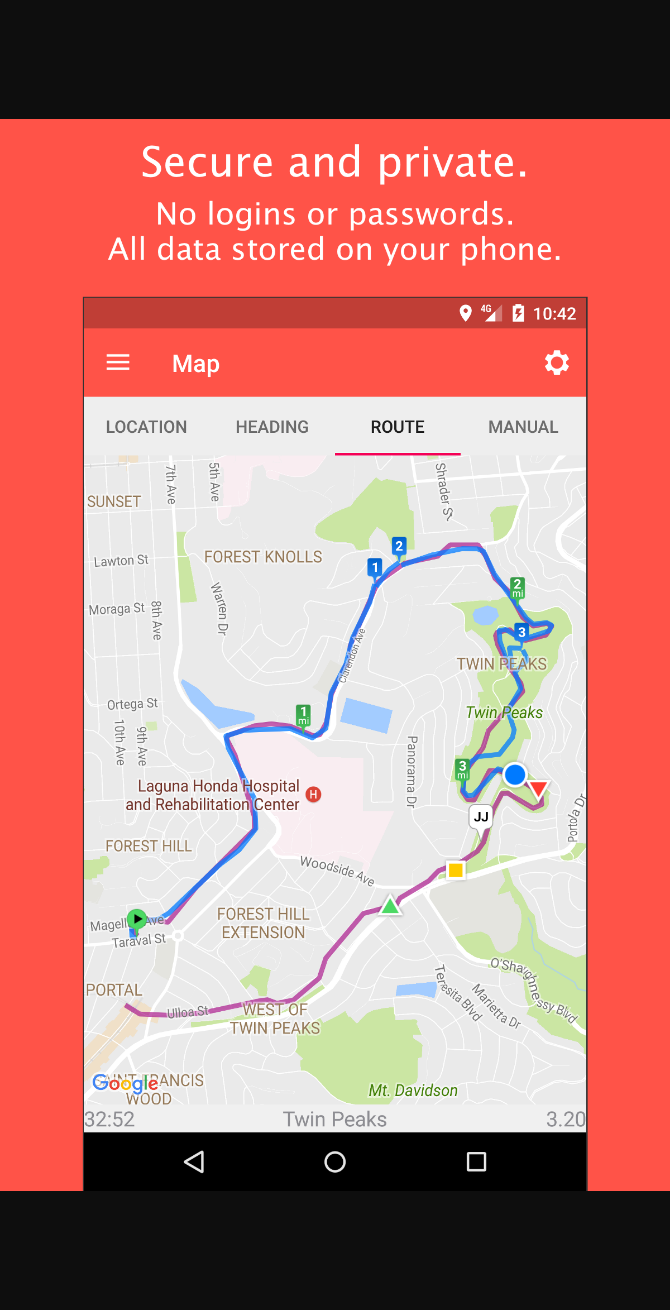 Secure and private.
No logins or passwords.
All data stored on your phone.
4G 10:42
Map
LOCATION HEADING ROUTE MANUAL
7th Ave
5th Ave
Shrader St
SUNSET
2
Lawton St
FOREST KNOLLS
1
2
mi
Moraga St
8th Ave
Warren Dr
3
Clarendon Ave
TWIN PEAKS
Ortega St
1
mi
Twin Peaks
10th Ave
9th Ave
Panorama Dr
3
mi
Laguna Honda Hospital
and Rehabilitation Center
H
JJ
Portola Dr
FOREST HILL
Woodside Ave
Taraval St
FOREST HILL
EXTENSION
O'Shaughnessy Blvd
Teresita Blvd
Marietta Dr
PORTAL
Ulloa St
WEST OF
TWIN PEAKS
Google
WOOD
Mt. Davidson
32:52 Twin Peaks 3.20